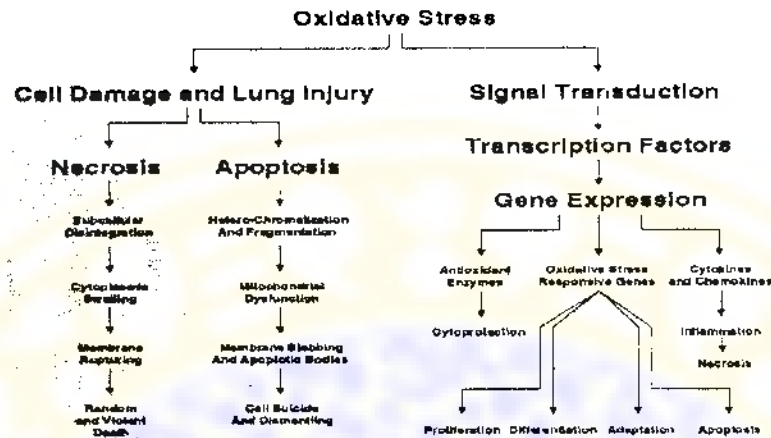 Oxidative Stress
Cell Damage and Lung Injury
Signal Transduction
Necrosis
Apoptosis
Transcription Factors
Gene Expression
Subcellular
Disintegration
Hetero-Chromatization
And Fragmentation
Antioxidant
Enzymes
Oxidative Stress
Responsive Genes
Cytokines
and Chemokines
Cytoplasmic
Swelling
Mitochondrial
Dysfunction
Cytoprotection
Inflammation
Membrane
Rupturing
Membrane Blebbing
And Apoptotic Bodies
Necrosis
Random
and Violent
Death
Cell Suicide
And Dismantling
Proliferation
Differentiation
Adaptation
Apoptosis